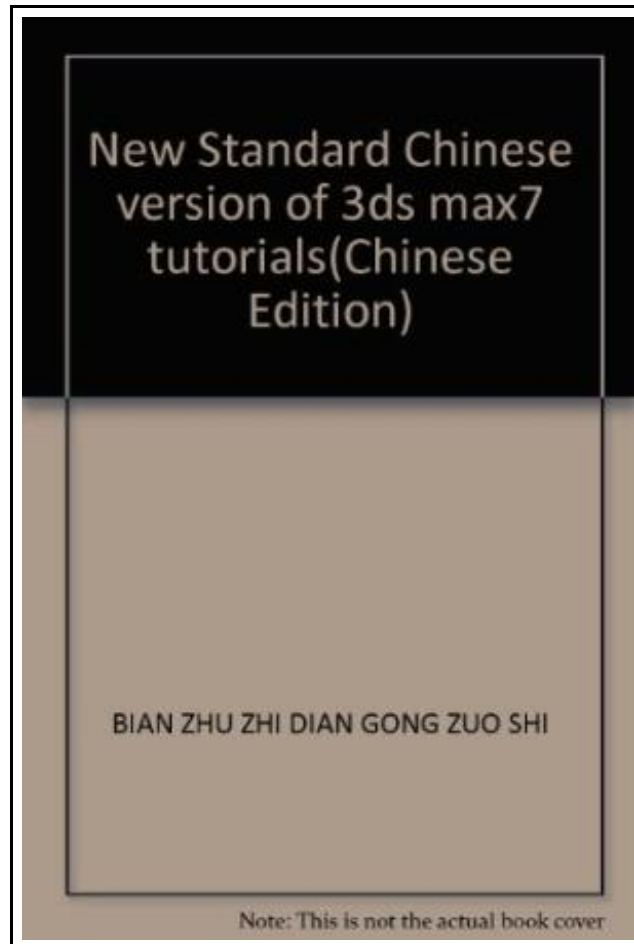 New Standard Chinese
version of 3ds max7
tutorials(Chinese
Edition)
BIAN ZHU ZHI DIAN GONG ZUO SHI
Note: This is not the actual book cover